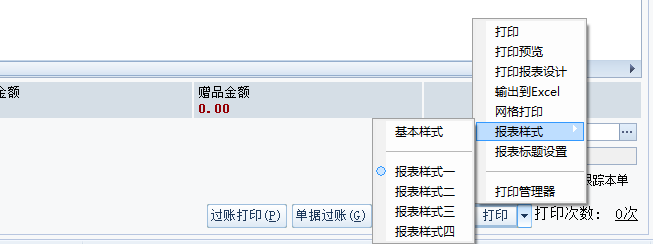 打印
打印预览
打印报表设计
输出到Excel
网格打印
报表样式
报表标题设置
打印管理器
金额
赠品金额
0.00
基本样式
报表样式一
报表样式二
报表样式三
报表样式四
跟踪本单
过账打印(P)
单据过账(G)
打印
打印次数: 0次